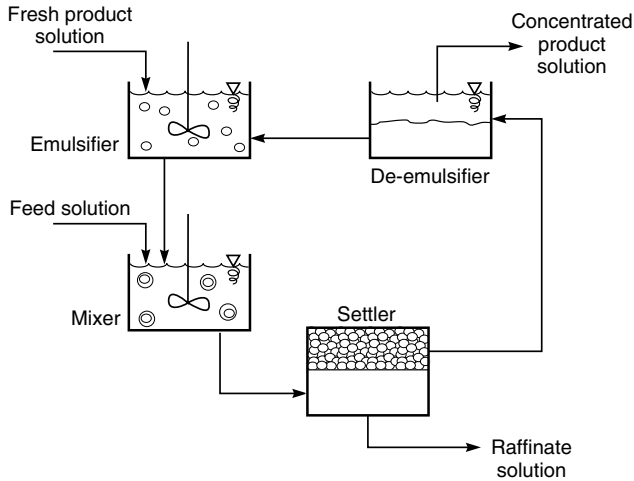 Fresh product
solution
Concentrated
product
solution
Emulsifier
De-emulsifier
Feed solution
Mixer
Settler
Raffinate
solution